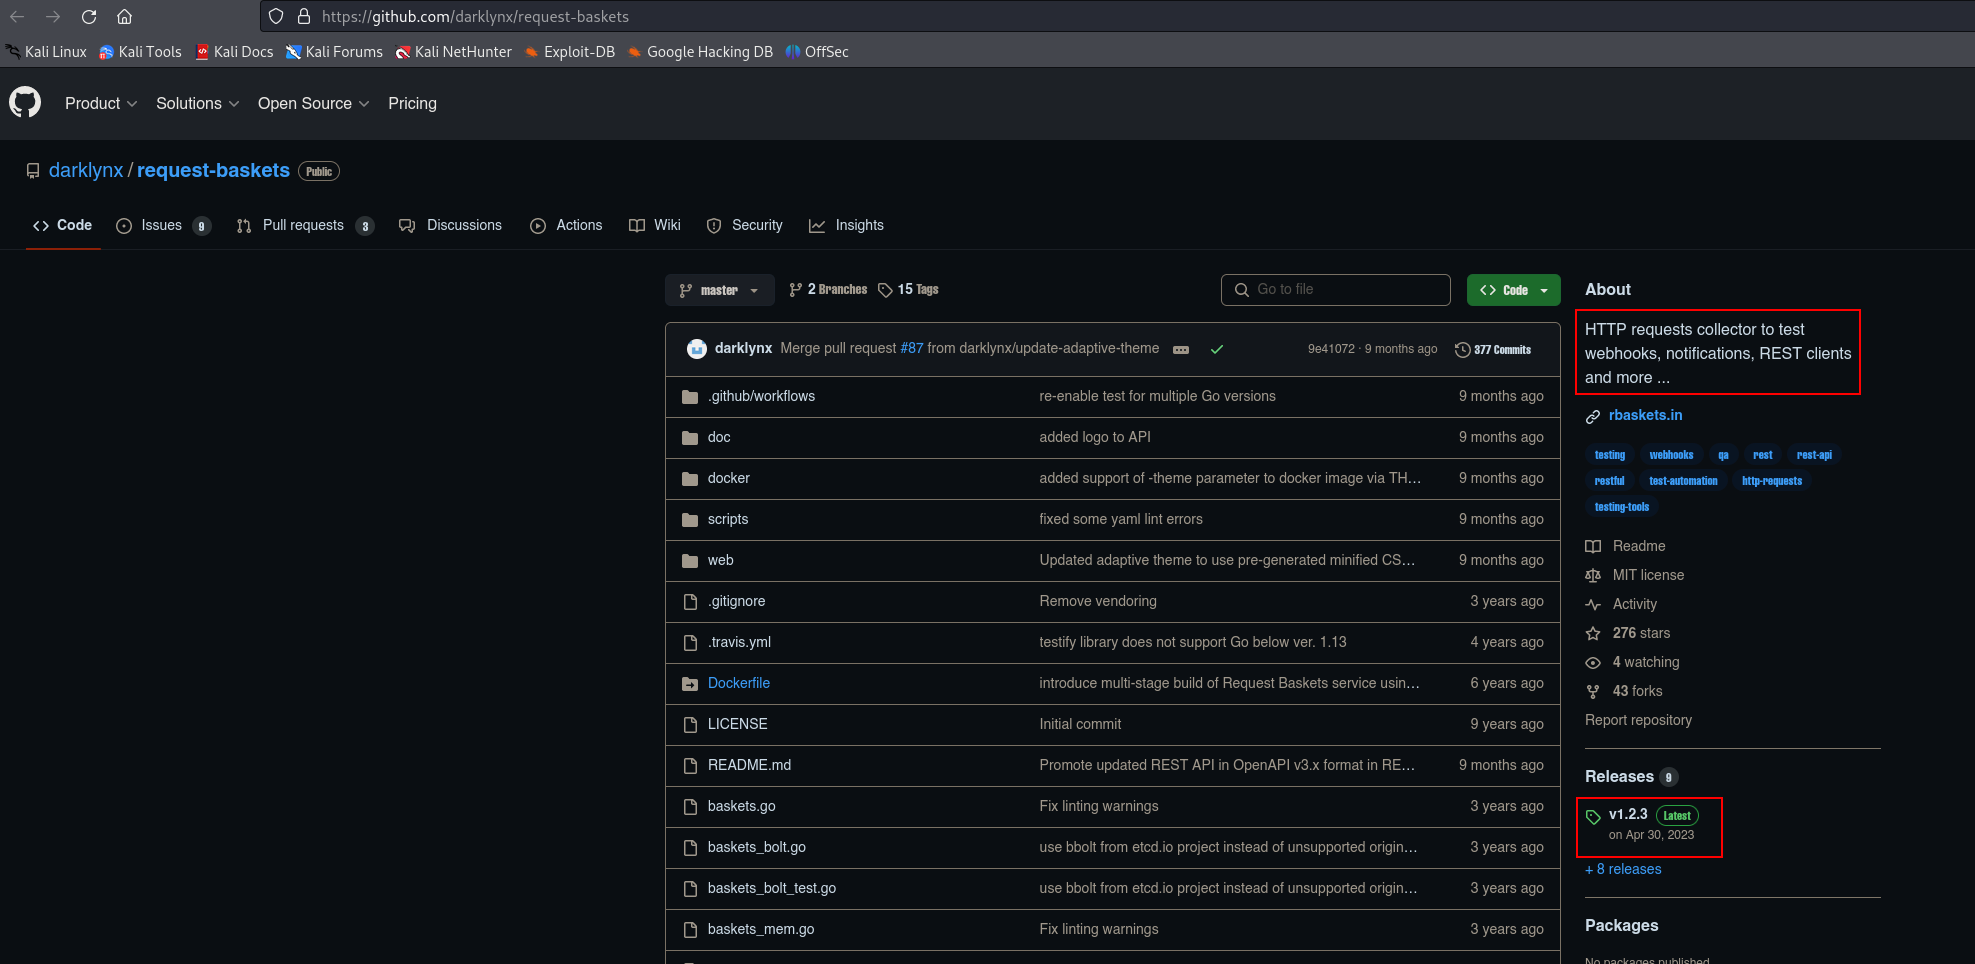 https://github.com/darklynx/request-baskets
Kali Linux Kali Tools Kali Docs Kali Forums Kali NetHunter Exploit-DB Google Hacking DB OffSec
Product Solutions Open Source Pricing
darklynx / request-baskets Public
Code Issues 9 Pull requests 3 Discussions Actions Wiki Security Insights
master 2 Branches 15 Tags Go to file Code
darklynx Merge pull request #87 from darklynx/update-adaptive-theme 9e41072 · 9 months ago 377 Commits
.github/workflows re-enable test for multiple Go versions 9 months ago
doc added logo to API 9 months ago
docker added support of -theme parameter to docker image via TH... 9 months ago
scripts fixed some yaml lint errors 9 months ago
web Updated adaptive theme to use pre-generated minified CS... 9 months ago
.gitignore Remove vendoring 3 years ago
.travis.yml testify library does not support Go below ver. 1.13 4 years ago
Dockerfile introduce multi-stage build of Request Baskets service usin... 6 years ago
LICENSE Initial commit 9 years ago
README.md Promote updated REST API in OpenAPI v3.x format in RE... 9 months ago
baskets.go Fix linting warnings 3 years ago
baskets_bolt.go use bbolt from etcd.io project instead of unsupported origin... 3 years ago
baskets_bolt_test.go use bbolt from etcd.io project instead of unsupported origin... 3 years ago
baskets_mem.go Fix linting warnings 3 years ago
About
HTTP requests collector to test
webhooks, notifications, REST clients
and more ...
rbaskets.in
testing webhooks qa rest rest-api
restful test-automation http-requests
testing-tools
Readme
MIT license
Activity
276 stars
4 watching
43 forks
Report repository
Releases 9
v1.2.3 Latest
on Apr 30, 2023
+ 8 releases
Packages
No packages published